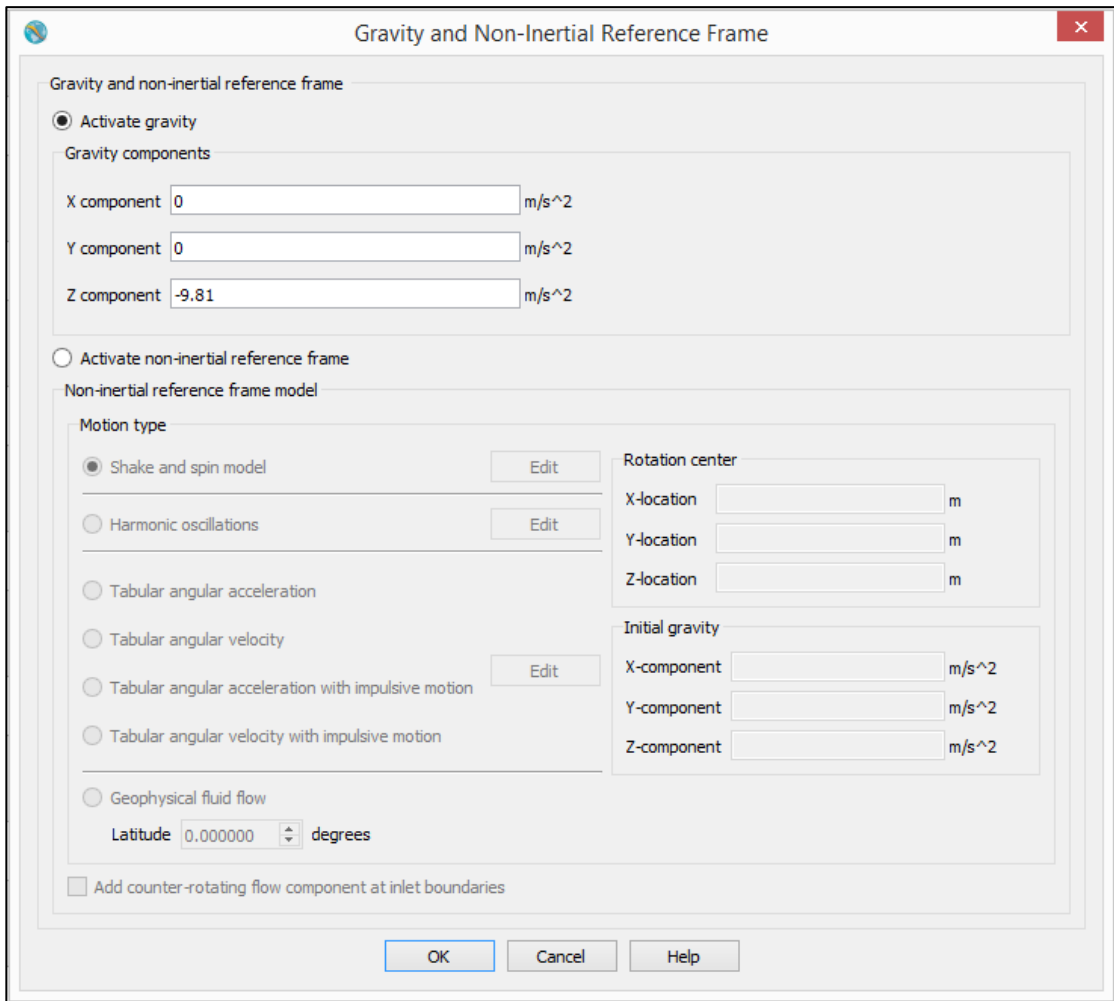 Gravity and Non-Inertial Reference Frame
Gravity and non-inertial reference frame
Activate gravity
Gravity components
X component 0 m/s^2
Y component 0 m/s^2
Z component -9.81 m/s^2
Activate non-inertial reference frame
Non-inertial reference frame model
Motion type
Shake and spin model Edit
Harmonic oscillations Edit
Tabular angular acceleration
Tabular angular velocity
Edit
Tabular angular acceleration with impulsive motion
Tabular angular velocity with impulsive motion
Geophysical fluid flow
Latitude 0.000000 degrees
Rotation center
X-location m
Y-location m
Z-location m
Initial gravity
X-component m/s^2
Y-component m/s^2
Z-component m/s^2
Add counter-rotating flow component at inlet boundaries
OK Cancel Help